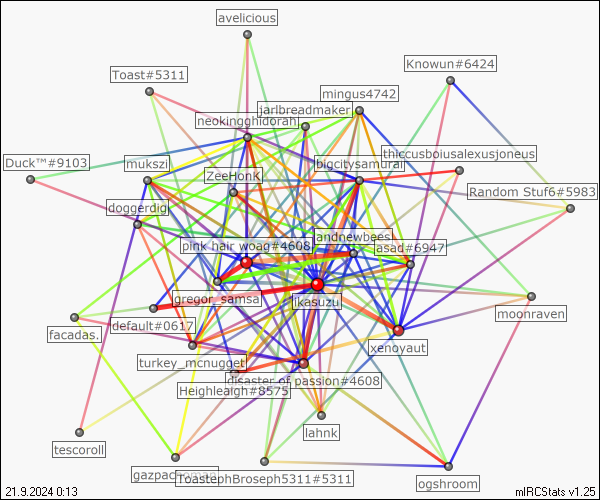 avelicious
Knowun#6424
Toast#5311
mingus4742
jarlbreadmaker
neokingghidorah
thiccusboiusalexusjoneus
Duck™#9103
mukszi
bigcitysamurai
ZeeHonk
Random Stuf6#5983
doggerdig
andnewbees
pink hair woag#4608
asad#6947
gregor_samsa
ikasuzu
moonraven
default#0617
facadas.
xenoyaut
turkey_mcnugget
disaster of passion#4608
Heighleaigh#8575
lahnk
tescoroll
gazpachoman
ToastephBroseph5311#5311
ogshroom
21.9.2024 0:13
mIRCStats v1.25